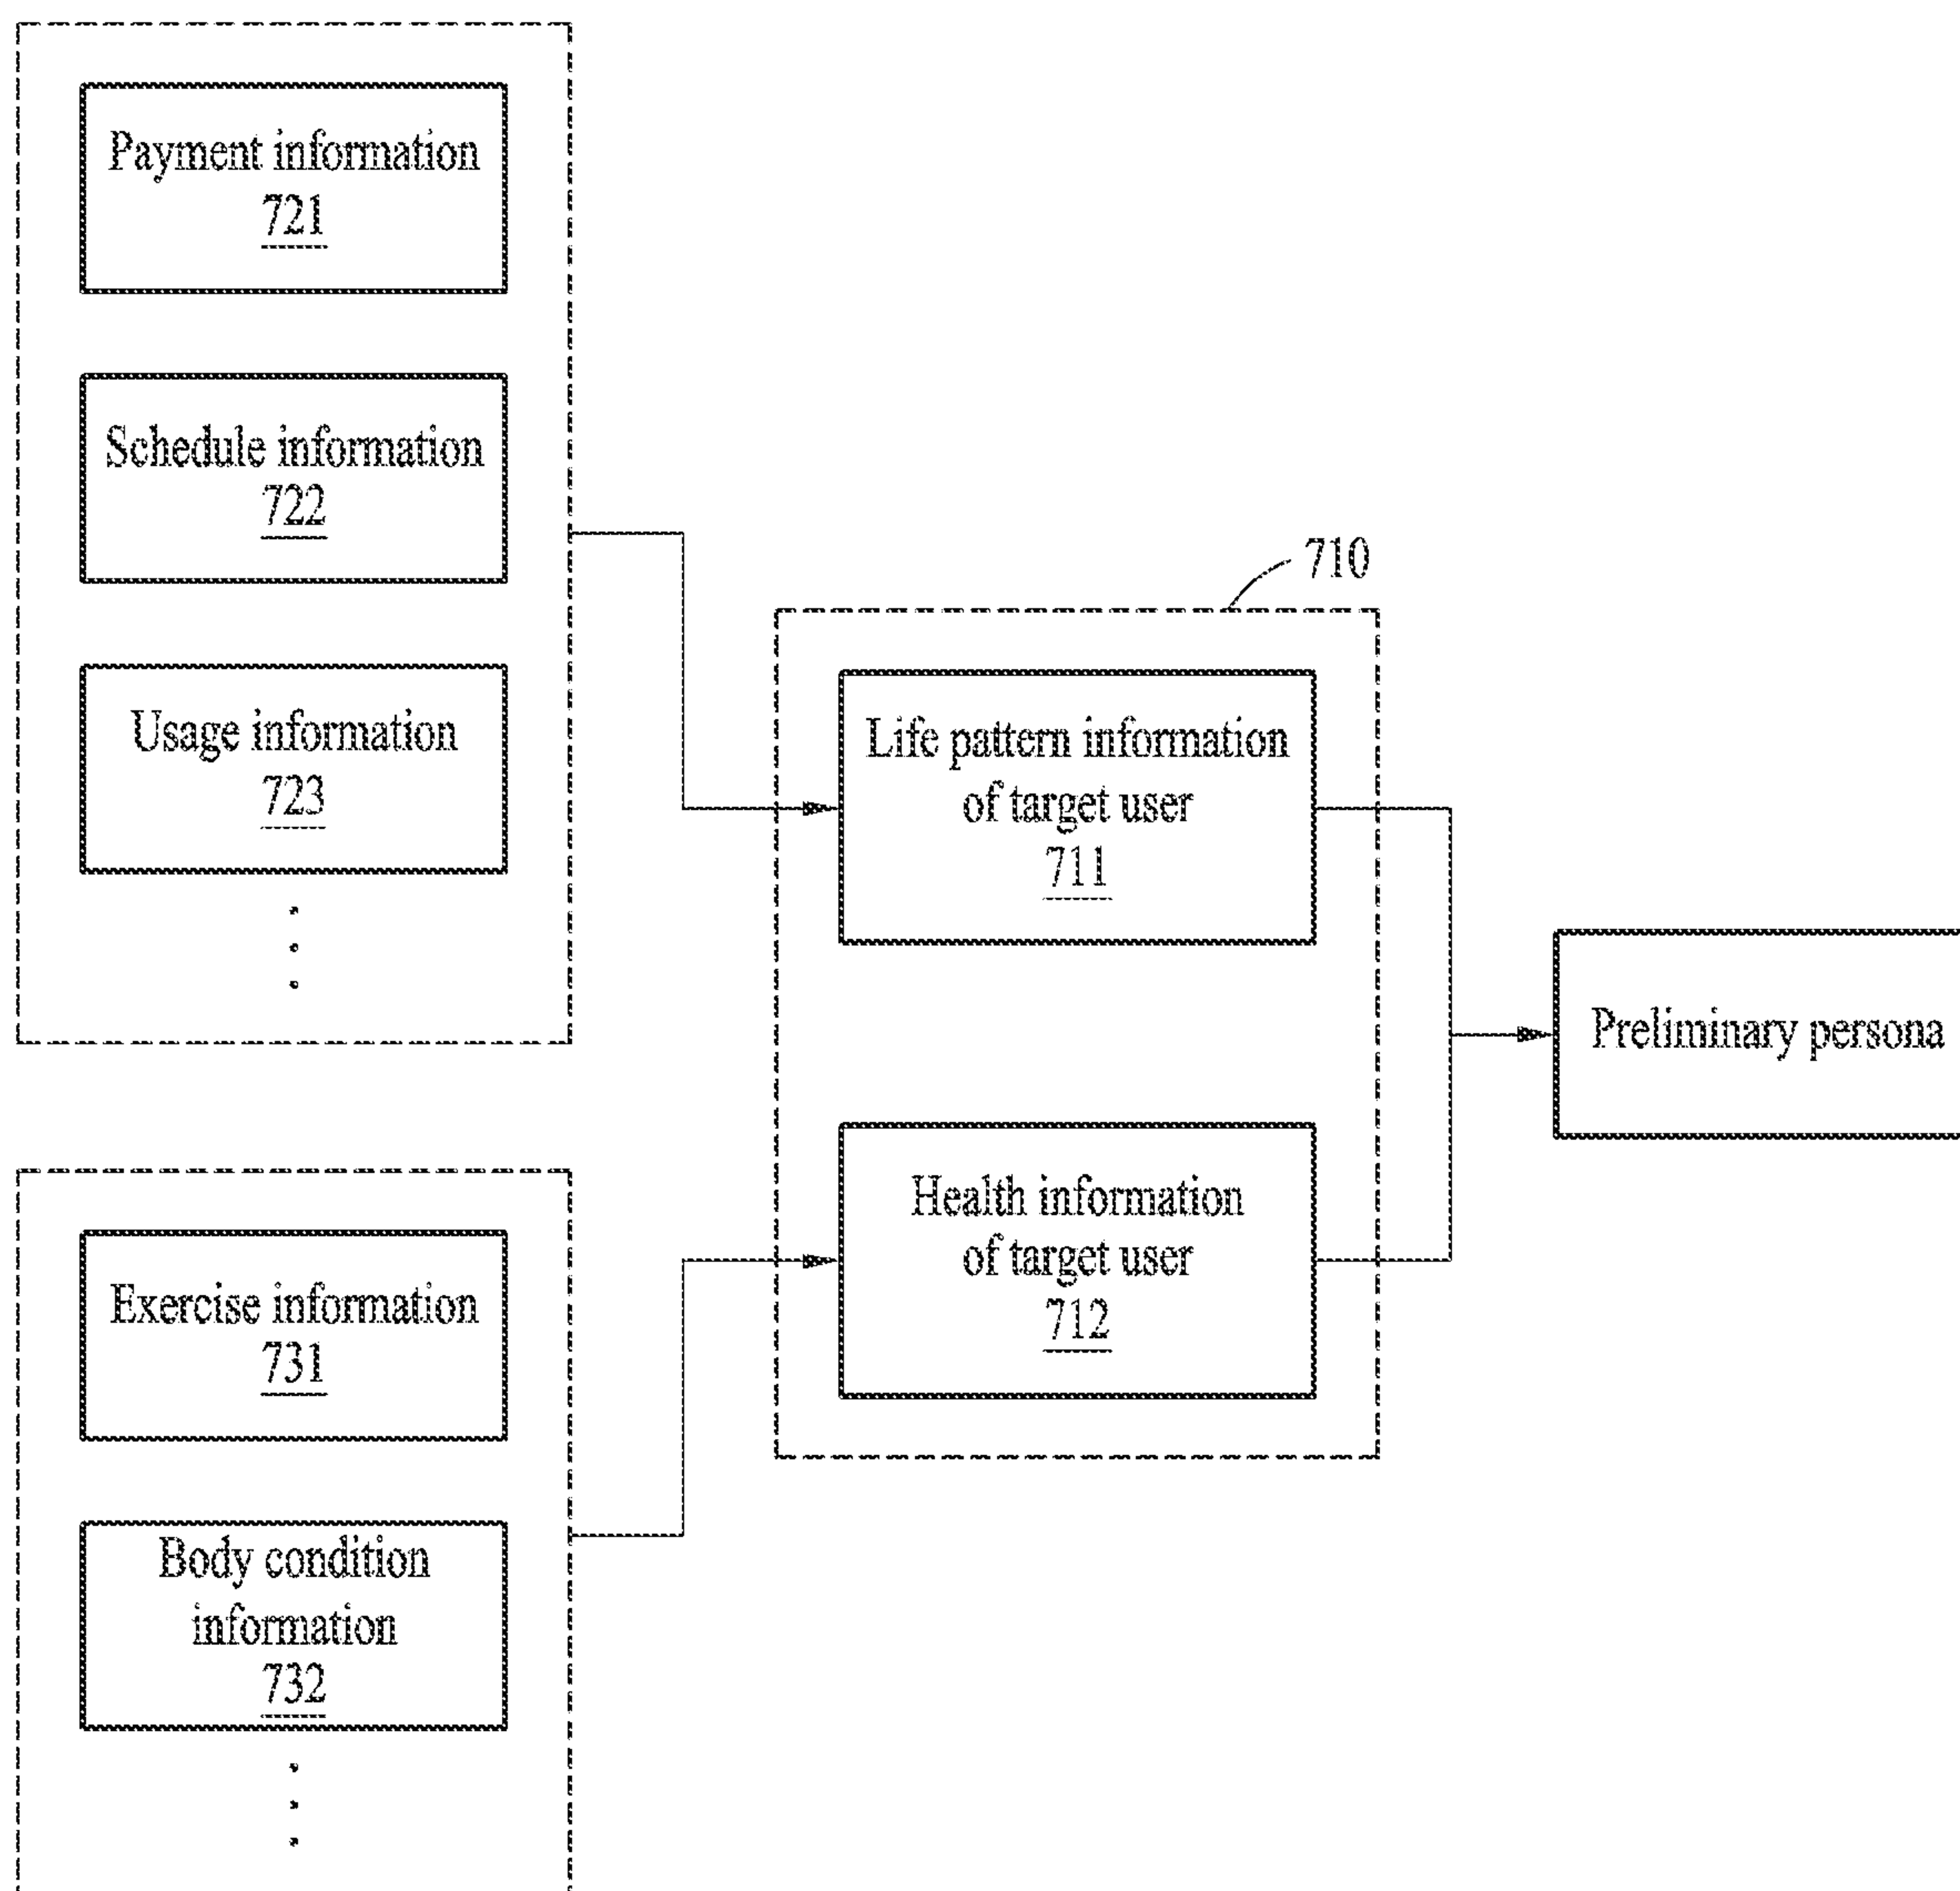 Payment information
721
Schedule information
722
Usage information
723
710
Life pattern information
of target user
711
Preliminary persona
Health information
of target user
712
Exercise information
731
Body condition
information
732